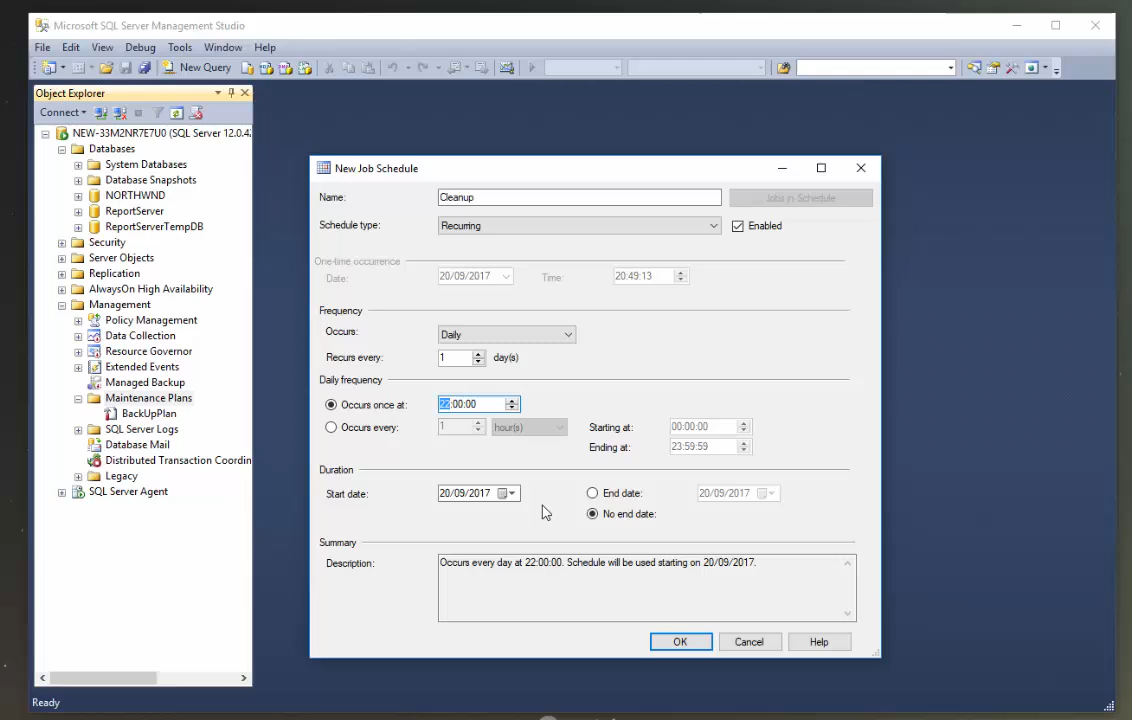 Microsoft SQL Server Management Studio
File Edit View Debug Tools Window Help
New Query
Object Explorer
Connect
NEW-33M2NR7E7U0 (SQL Server 12.0.42
Databases
System Databases
Database Snapshots
NORTHWND
ReportServer
ReportServerTempDB
Security
Server Objects
Replication
AlwaysOn High Availability
Management
Policy Management
Data Collection
Resource Governor
Extended Events
Managed Backup
Maintenance Plans
BackUpPlan
SQL Server Logs
Database Mail
Distributed Transaction Coordin
Legacy
SQL Server Agent
New Job Schedule
Name: Cleanup Jobs in Schedule
Schedule type: Recurring Enabled
One-time occurrence
Date: 20/09/2017 Time: 20:49:13
Frequency
Occurs: Daily
Recurs every: 1 day(s)
Daily frequency
Occurs once at: 22:00:00
Occurs every: 1 hour(s) Starting at: 00:00:00
Ending at: 23:59:59
Duration
Start date: 20/09/2017 End date: 20/09/2017
No end date:
Summary
Description: Occurs every day at 22:00:00. Schedule will be used starting on 20/09/2017.
OK Cancel Help
Ready